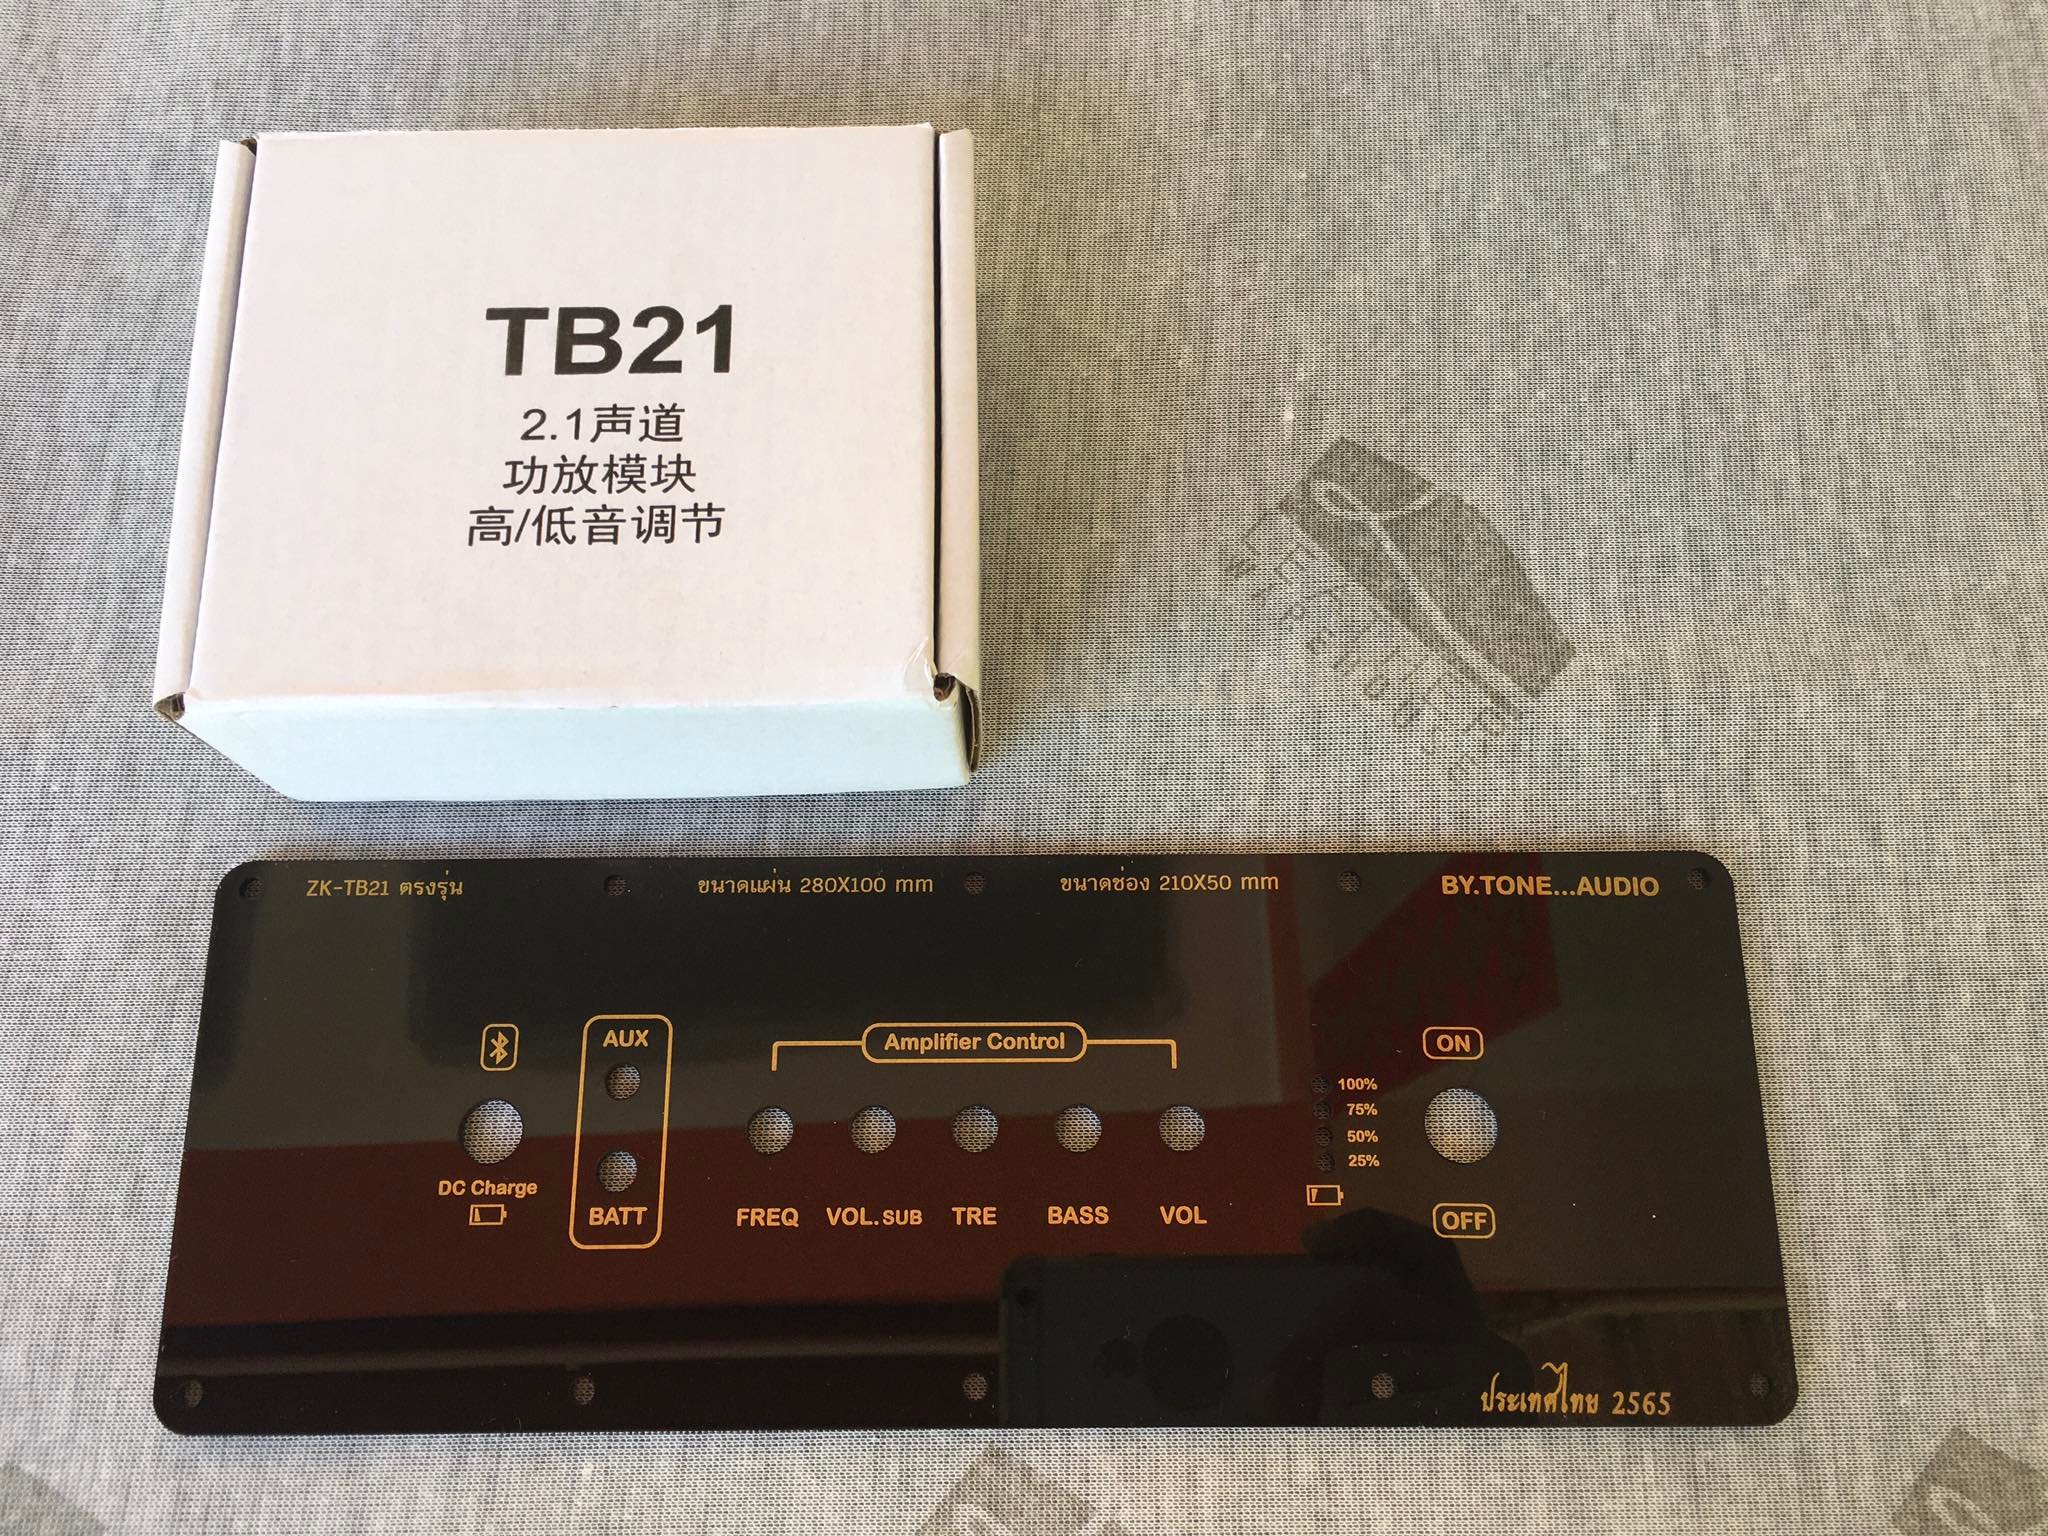 TB21
2.1声道
功放模块
高/低音调节
ZK-TB21 ตรงรุ่น
ขนาดแผ่น 280X100 mm
ขนาดช่อง 210X50 mm
BY.TONE...AUDIO
AUX
Amplifier Control
ON
100%
75%
50%
25%
DC Charge
BATT
FREQ
VOL.SUB
TRE
BASS
VOL
OFF
ประเทศไทย 2565